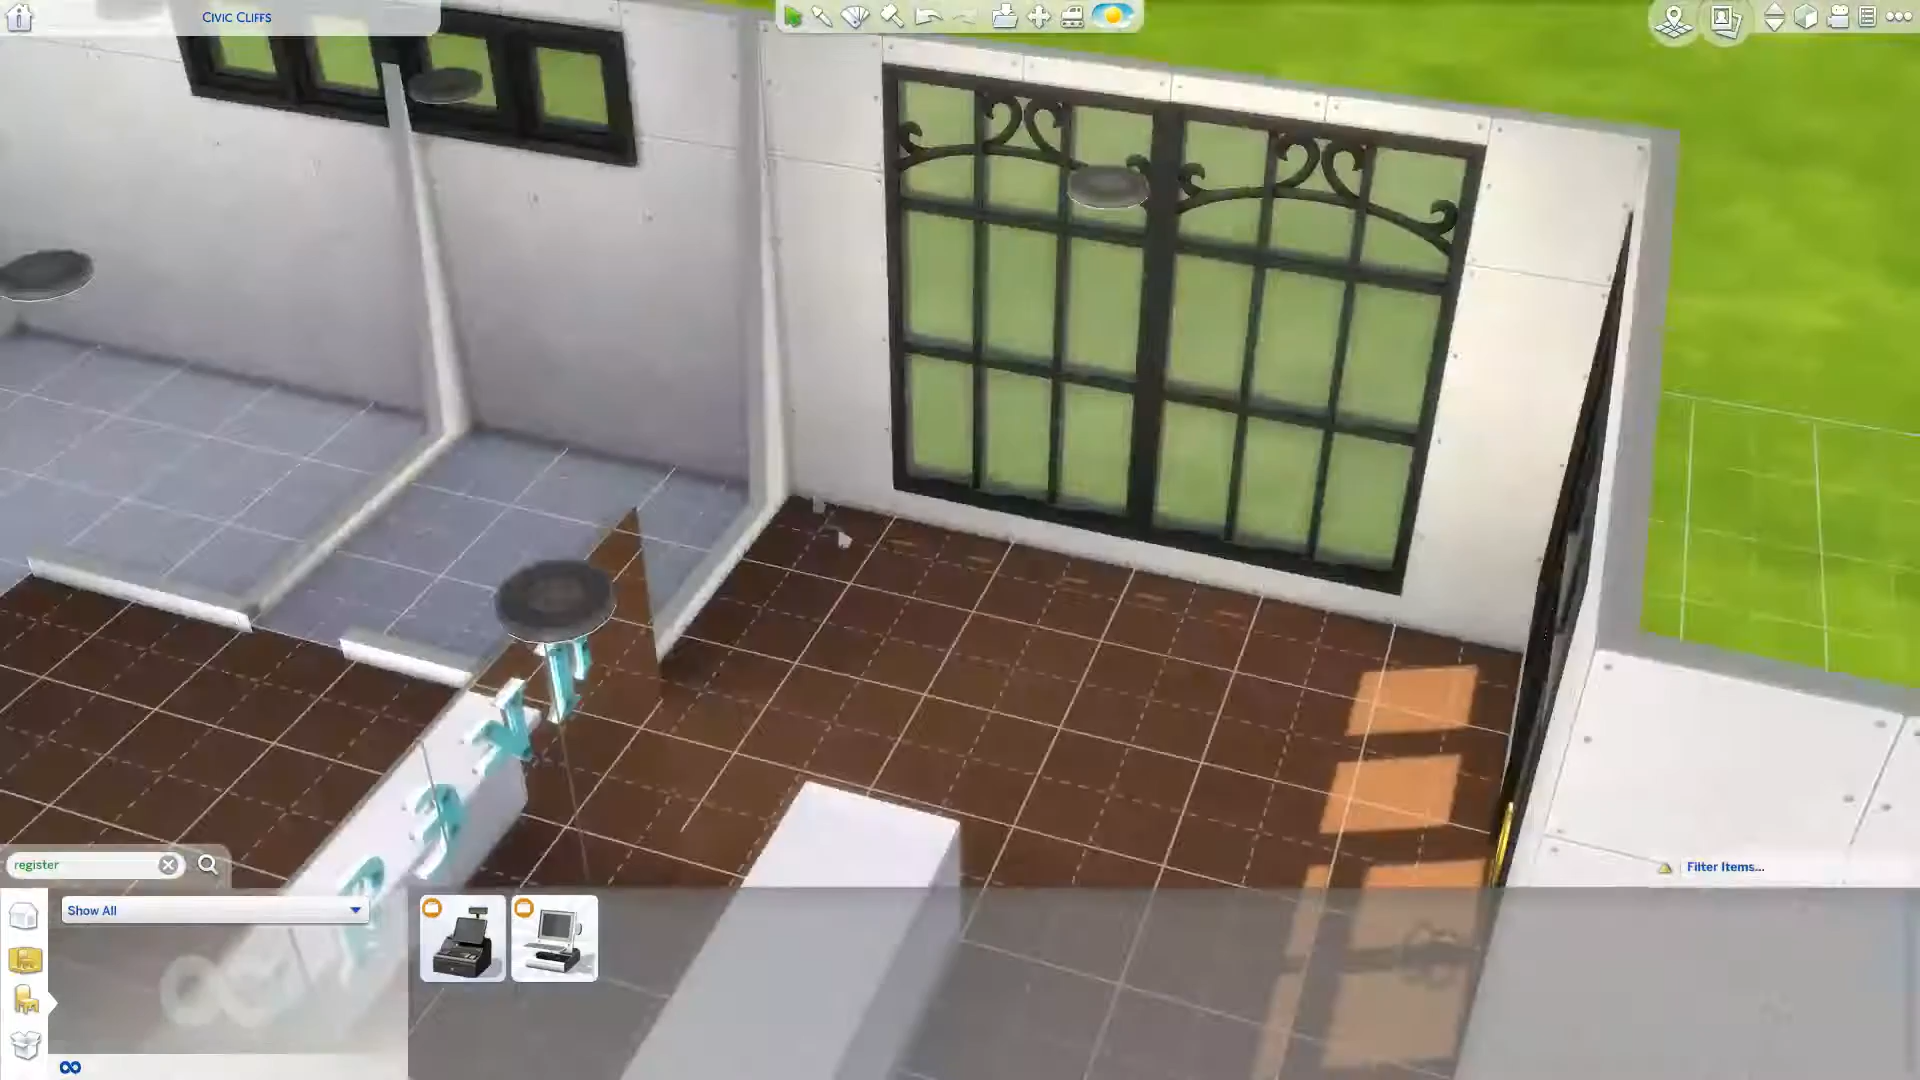 Civic Cliffs
register
Filter Items...
Show All
∞